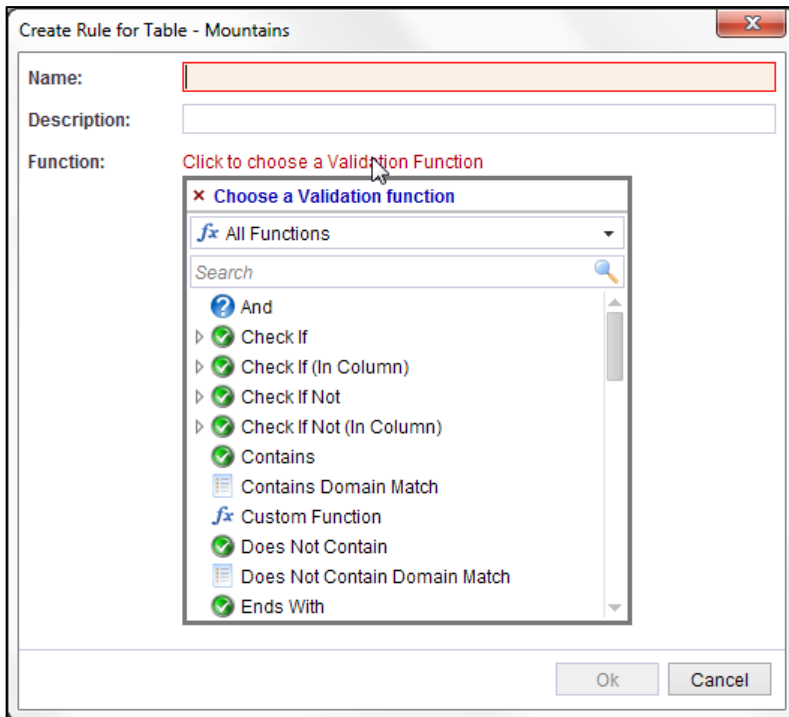 Create Rule for Table - Mountains
Name:
Description:
Function: Click to choose a Validation Function
× Choose a Validation function
fx All Functions
Search
And
Check If
Check If (In Column)
Check If Not
Check If Not (In Column)
Contains
Contains Domain Match
fx Custom Function
Does Not Contain
Does Not Contain Domain Match
Ends With
Ok Cancel